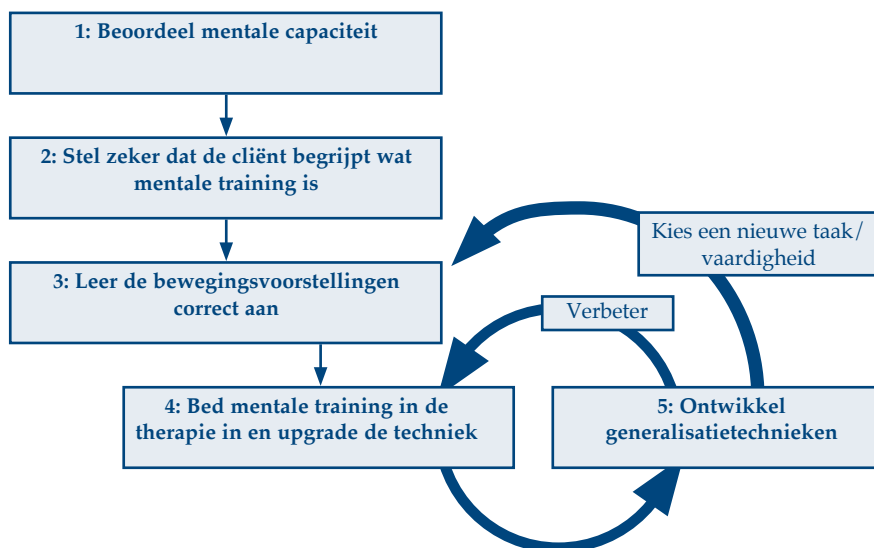 1: Beoordeel mentale capaciteit
2: Stel zeker dat de cliënt begrijpt wat
mentale training is
3: Leer de bewegingsvoorstellingen
correct aan
Kies een nieuwe taak/
vaardigheid
Verbeter
4: Bed mentale training in de
therapie in en upgrade de techniek
5: Ontwikkel
generalisatietechnieken